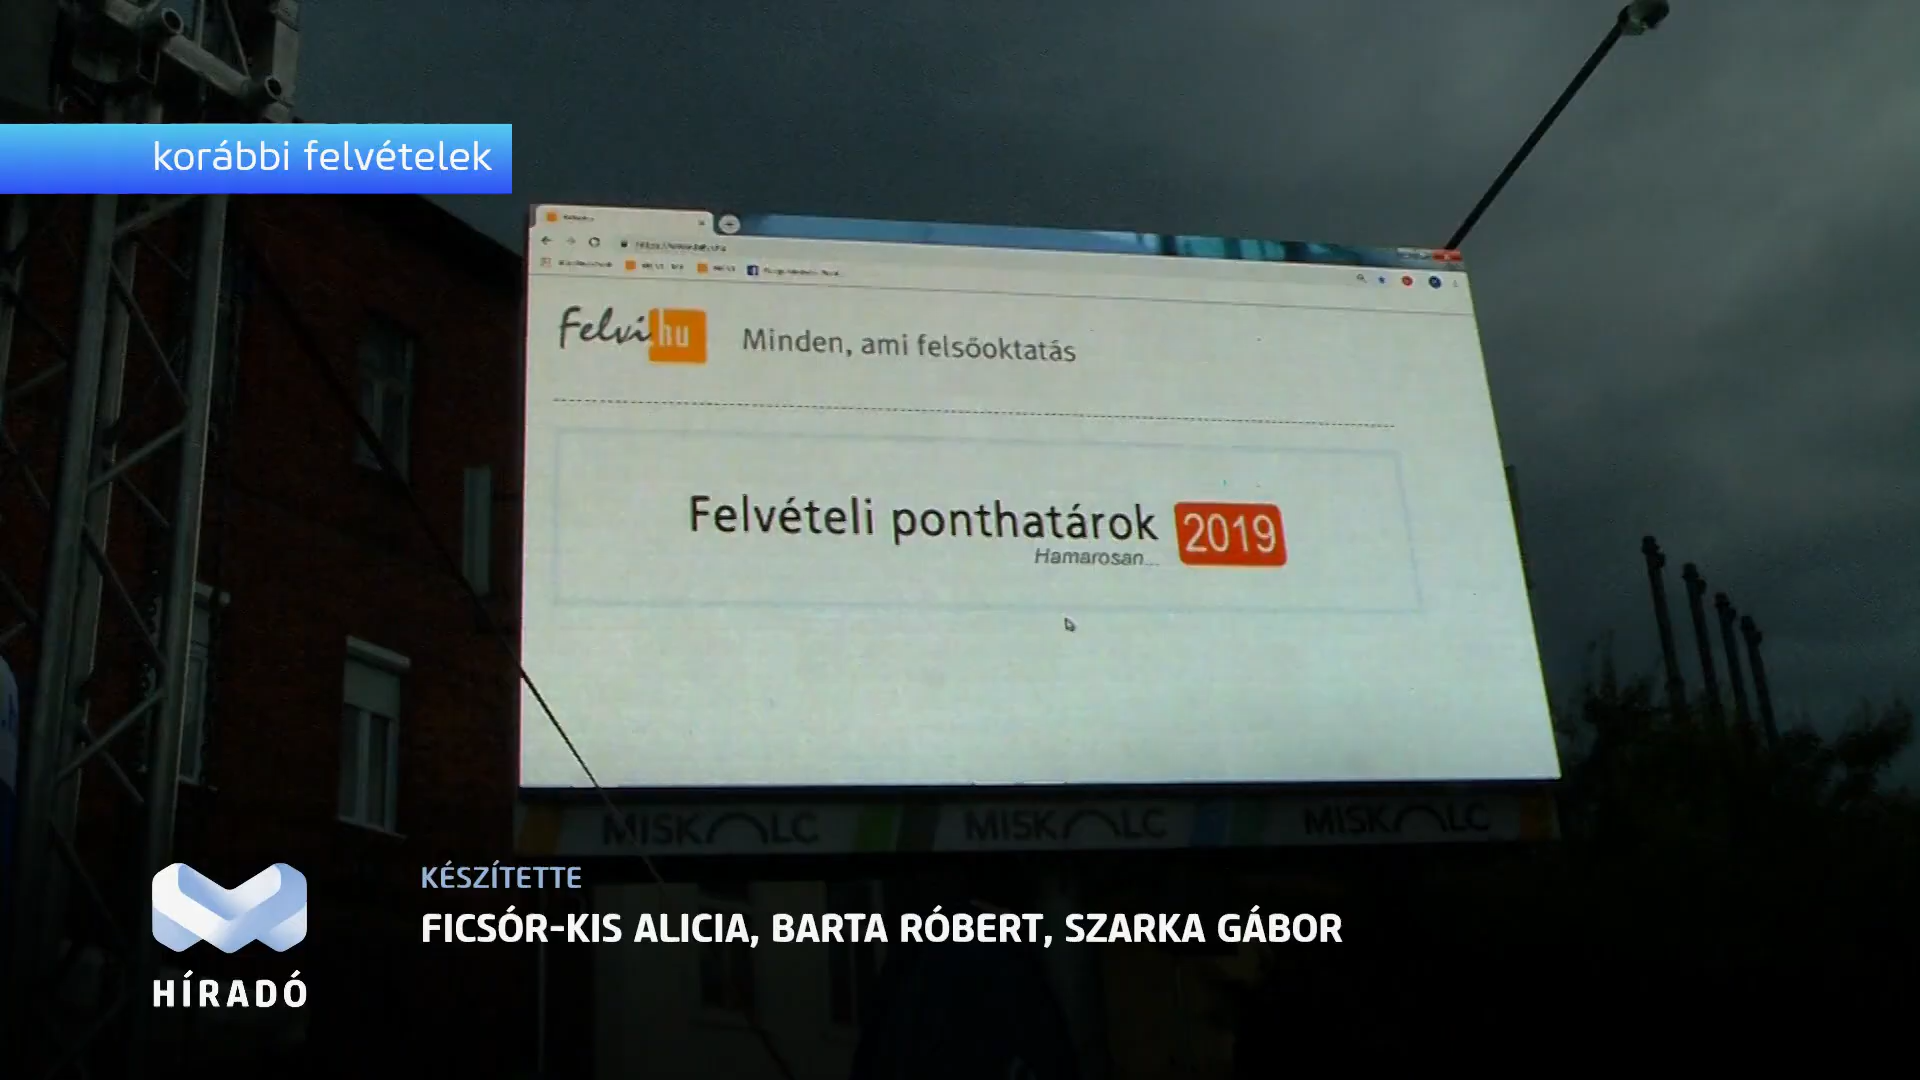 korábbi felvételek
Felvi.hu
Minden, ami felsőoktatás
Felvételi ponthatárok 2019
Hamarosan...
MISKOLC MISKOLC MISKOLC
KÉSZÍTETTE
FICSÓR-KIS ALICIA, BARTA RÓBERT, SZARKA GÁBOR
HÍRADÓ